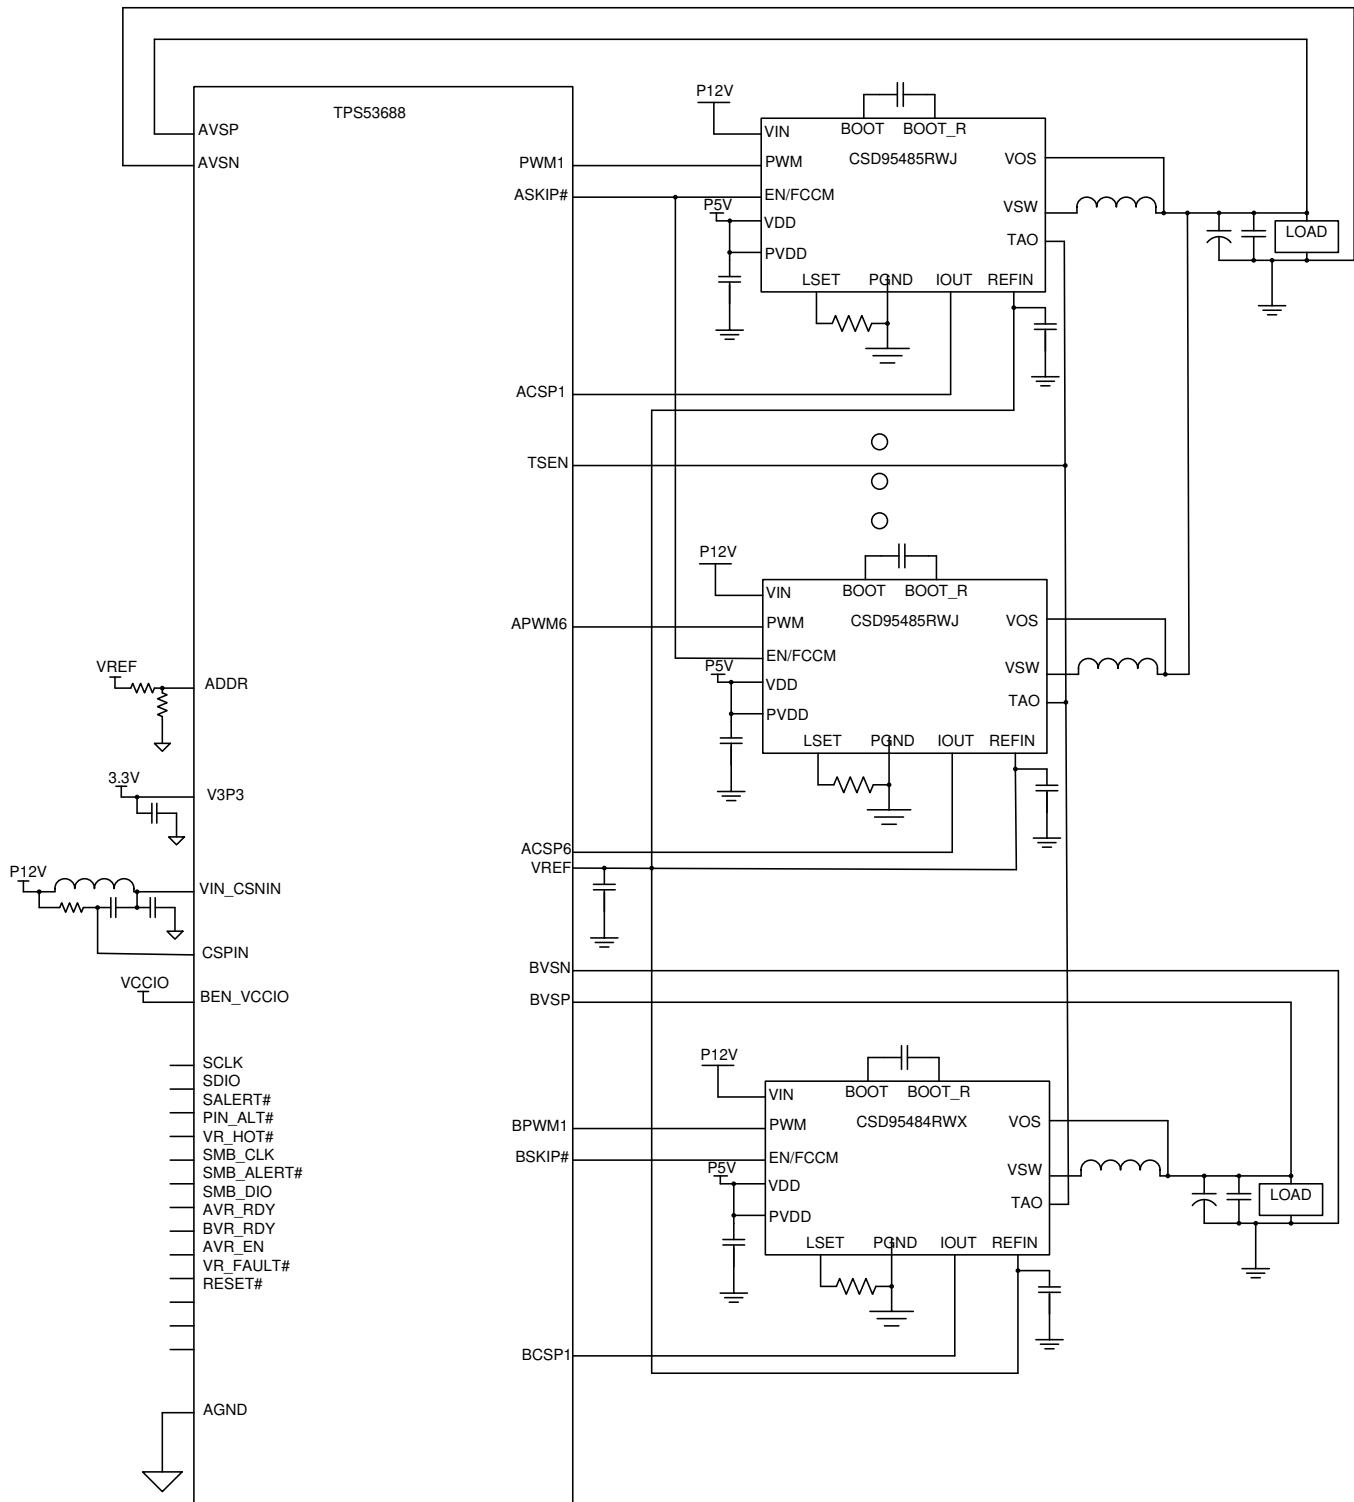 TPS53688
AVSP
AVSN
PWM1
ASKIP#
ACSP1
TSEN
APWM6
ACSP6
VREF
BVSN
BVSP
BPWM1
BSKIP#
BCSP1
VREF
ADDR
3.3V
V3P3
P12V
VIN_CSNIN
CSPIN
VCCIO
BEN_VCCIO
SCLK
SDIO
SALERT#
PIN_ALT#
VR_HOT#
SMB_CLK
SMB_ALERT#
SMB_DIO
AVR_RDY
BVR_RDY
AVR_EN
VR_FAULT#
RESET#
AGND
P12V
VIN
BOOT
BOOT_R
PWM
CSD95485RWJ
VOS
EN/FCCM
P5V
VDD
VSW
PVDD
TAO
LSET
PGND
IOUT
REFIN
LOAD
P12V
VIN
BOOT
BOOT_R
PWM
CSD95485RWJ
VOS
EN/FCCM
P5V
VDD
VSW
PVDD
TAO
LSET
PGND
IOUT
REFIN
P12V
VIN
BOOT
BOOT_R
PWM
CSD95484RWX
VOS
EN/FCCM
P5V
VDD
VSW
PVDD
TAO
LSET
PGND
IOUT
REFIN
LOAD